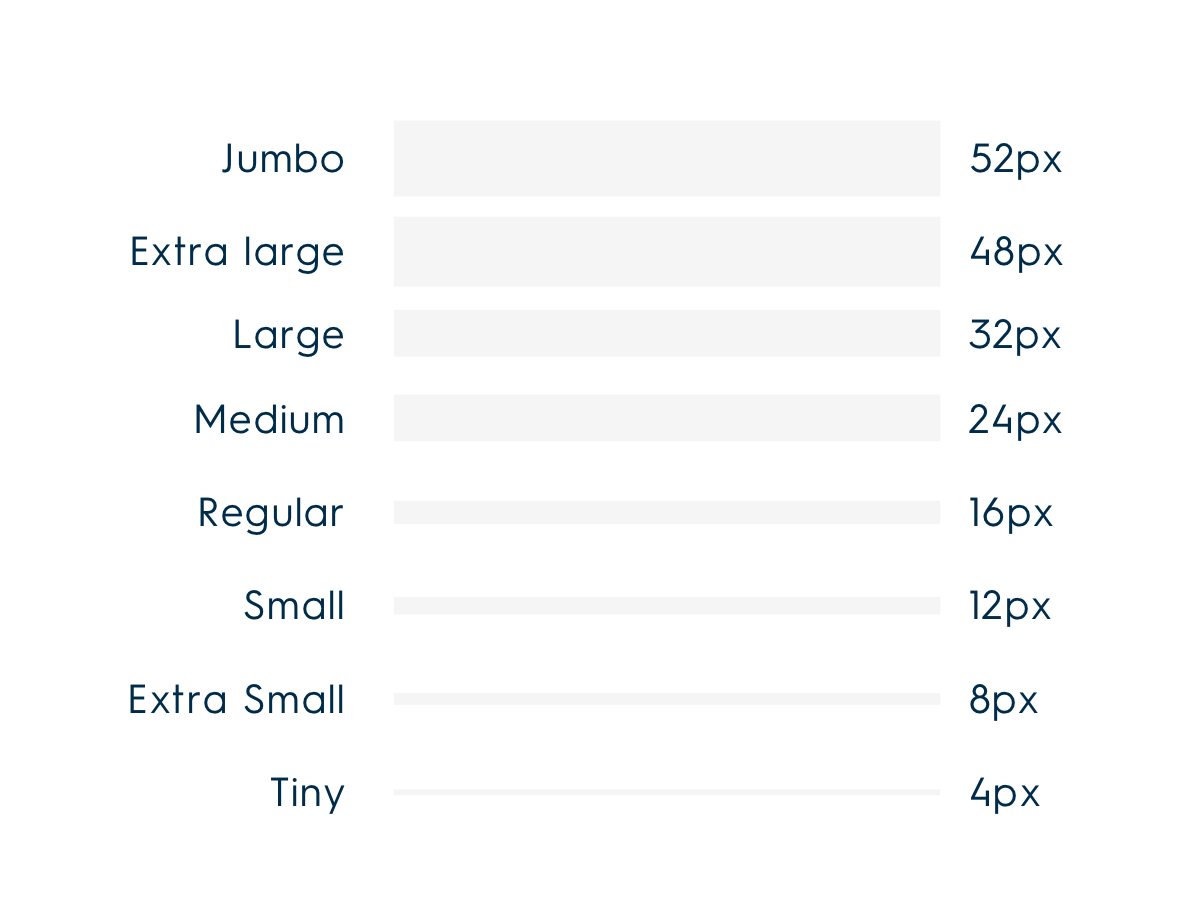 Jumbo 52px
Extra large 48px
Large 32px
Medium 24px
Regular 16px
Small 12px
Extra Small 8px
Tiny 4px